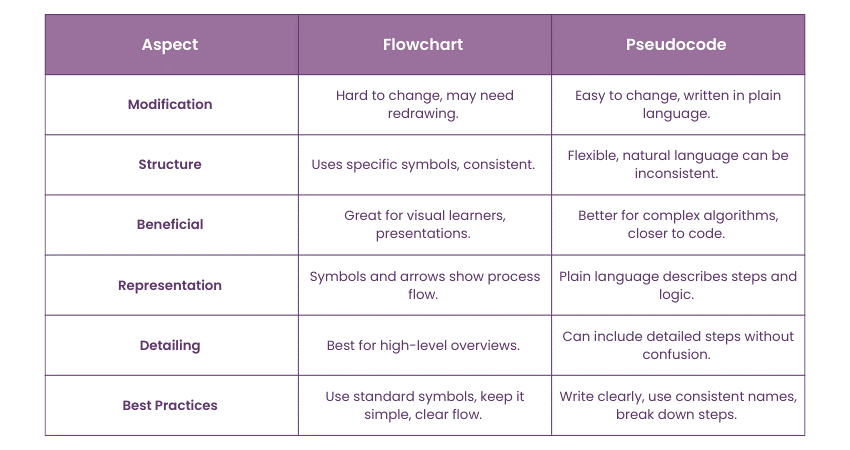 Aspect
Flowchart
Pseudocode
Modification
Hard to change, may need
redrawing.
Easy to change, written in plain
language.
Structure
Uses specific symbols, consistent.
Flexible, natural language can be
inconsistent.
Beneficial
Great for visual learners,
presentations.
Better for complex algorithms,
closer to code.
Representation
Symbols and arrows show process
flow.
Plain language describes steps and
logic.
Detailing
Best for high-level overviews.
Can include detailed steps without
confusion.
Best Practices
Use standard symbols, keep it
simple, clear flow.
Write clearly, use consistent names,
break down steps.